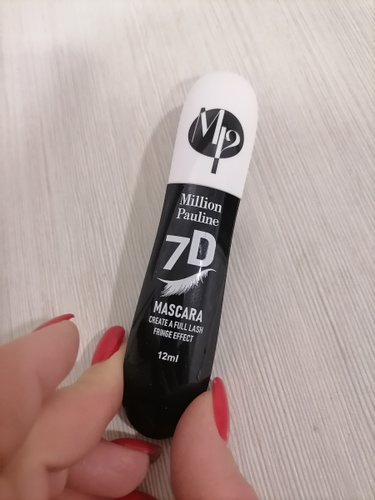 MP
Million
Pauline
7D
MASCARA
CREATE A FULL LASH
FRINGE EFFECT
12ml